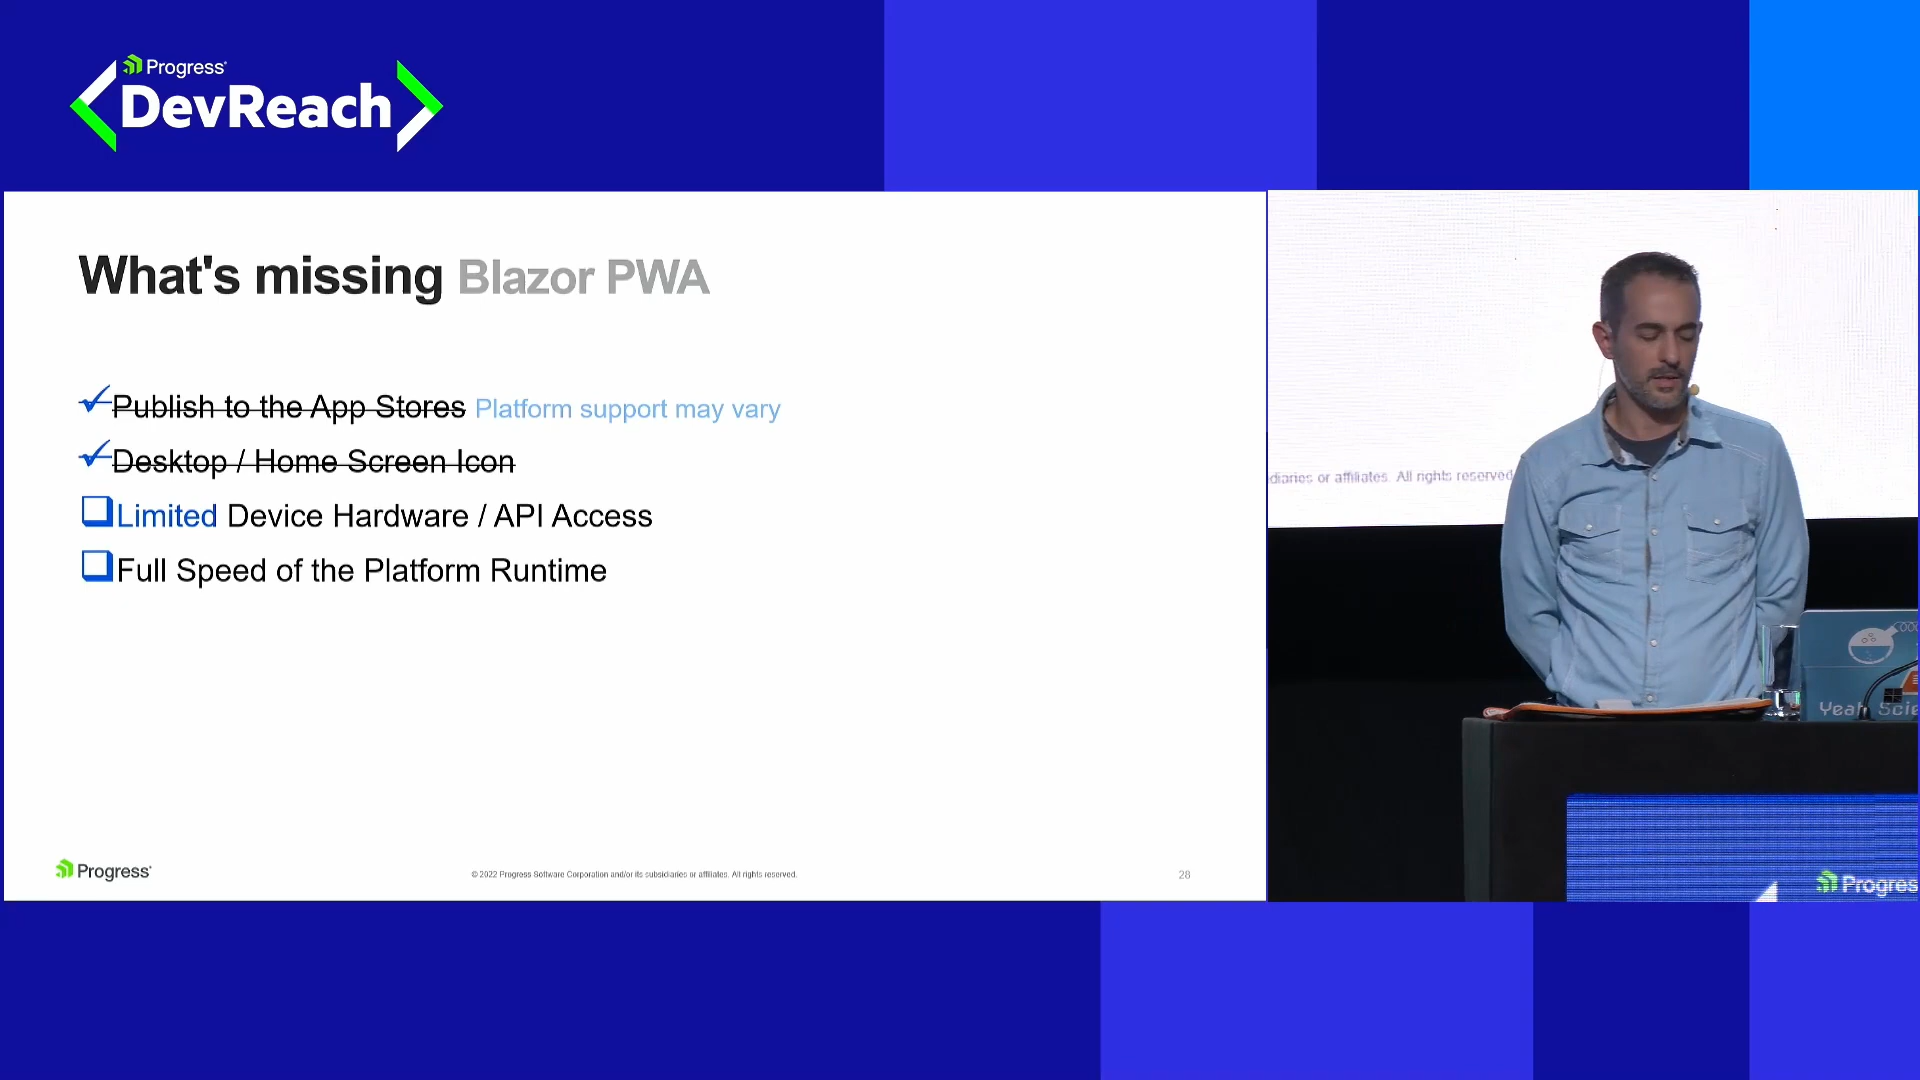 Progress
DevReach
What's missing Blazor PWA
Publish to the App Stores Platform support may vary
Desktop / Home Screen Icon
Limited Device Hardware / API Access
Full Speed of the Platform Runtime
Progress
© 2022 Progress Software Corporation and/or its subsidiaries or affiliates. All rights reserved.
28
diaries or affiliates. All rights reserved
Yeah Scie
Progres